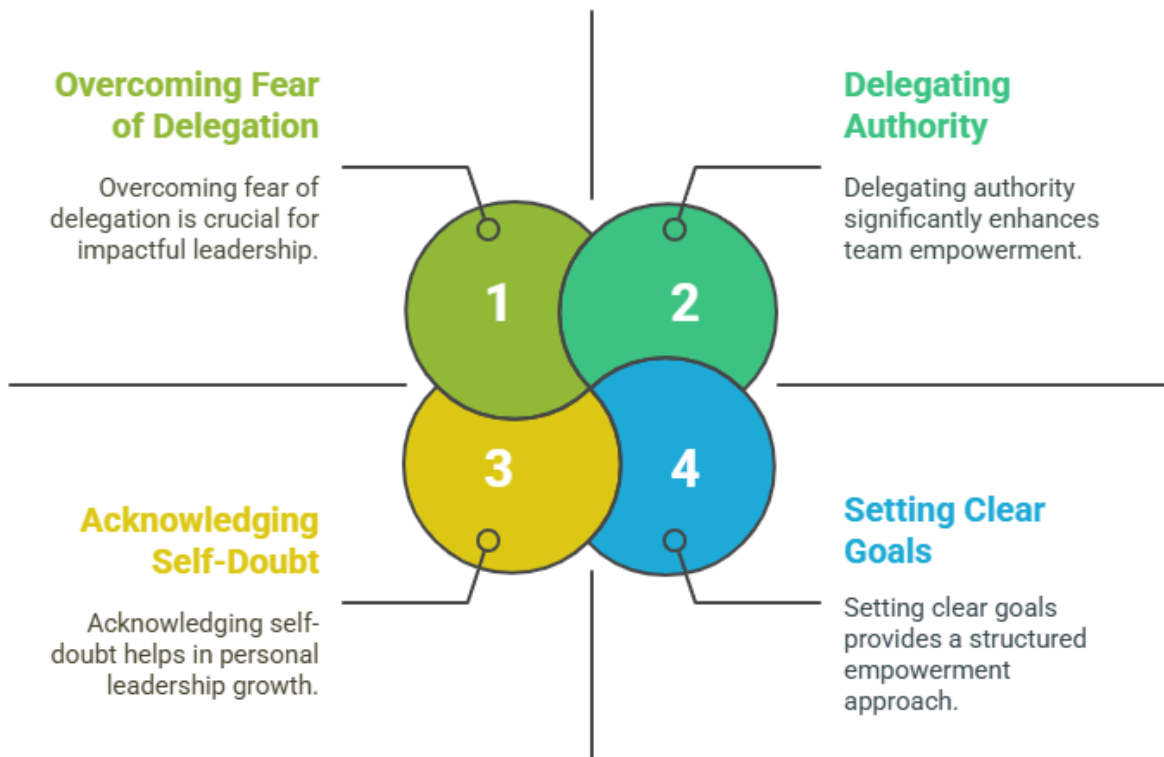 Overcoming Fear
of Delegation
Overcoming fear of
delegation is crucial for
impactful leadership.
1
Delegating
Authority
Delegating authority
significantly enhances
team empowerment.
2
Acknowledging
Self-Doubt
Acknowledging self-
doubt helps in personal
leadership growth.
3
Setting Clear
Goals
Setting clear goals
provides a structured
empowerment
approach.
4